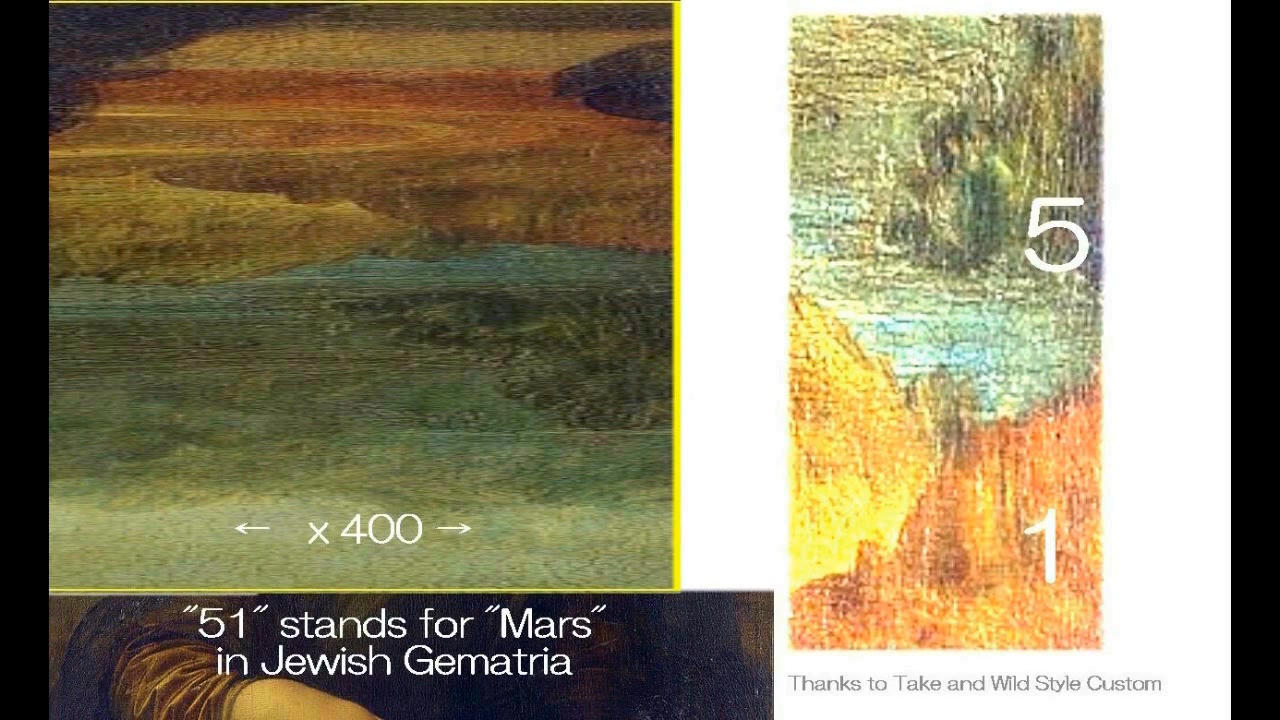 ← x 400 →
"51" stands for "Mars"
in Jewish Gematria
5
1
Thanks to Take and Wild Style Custom